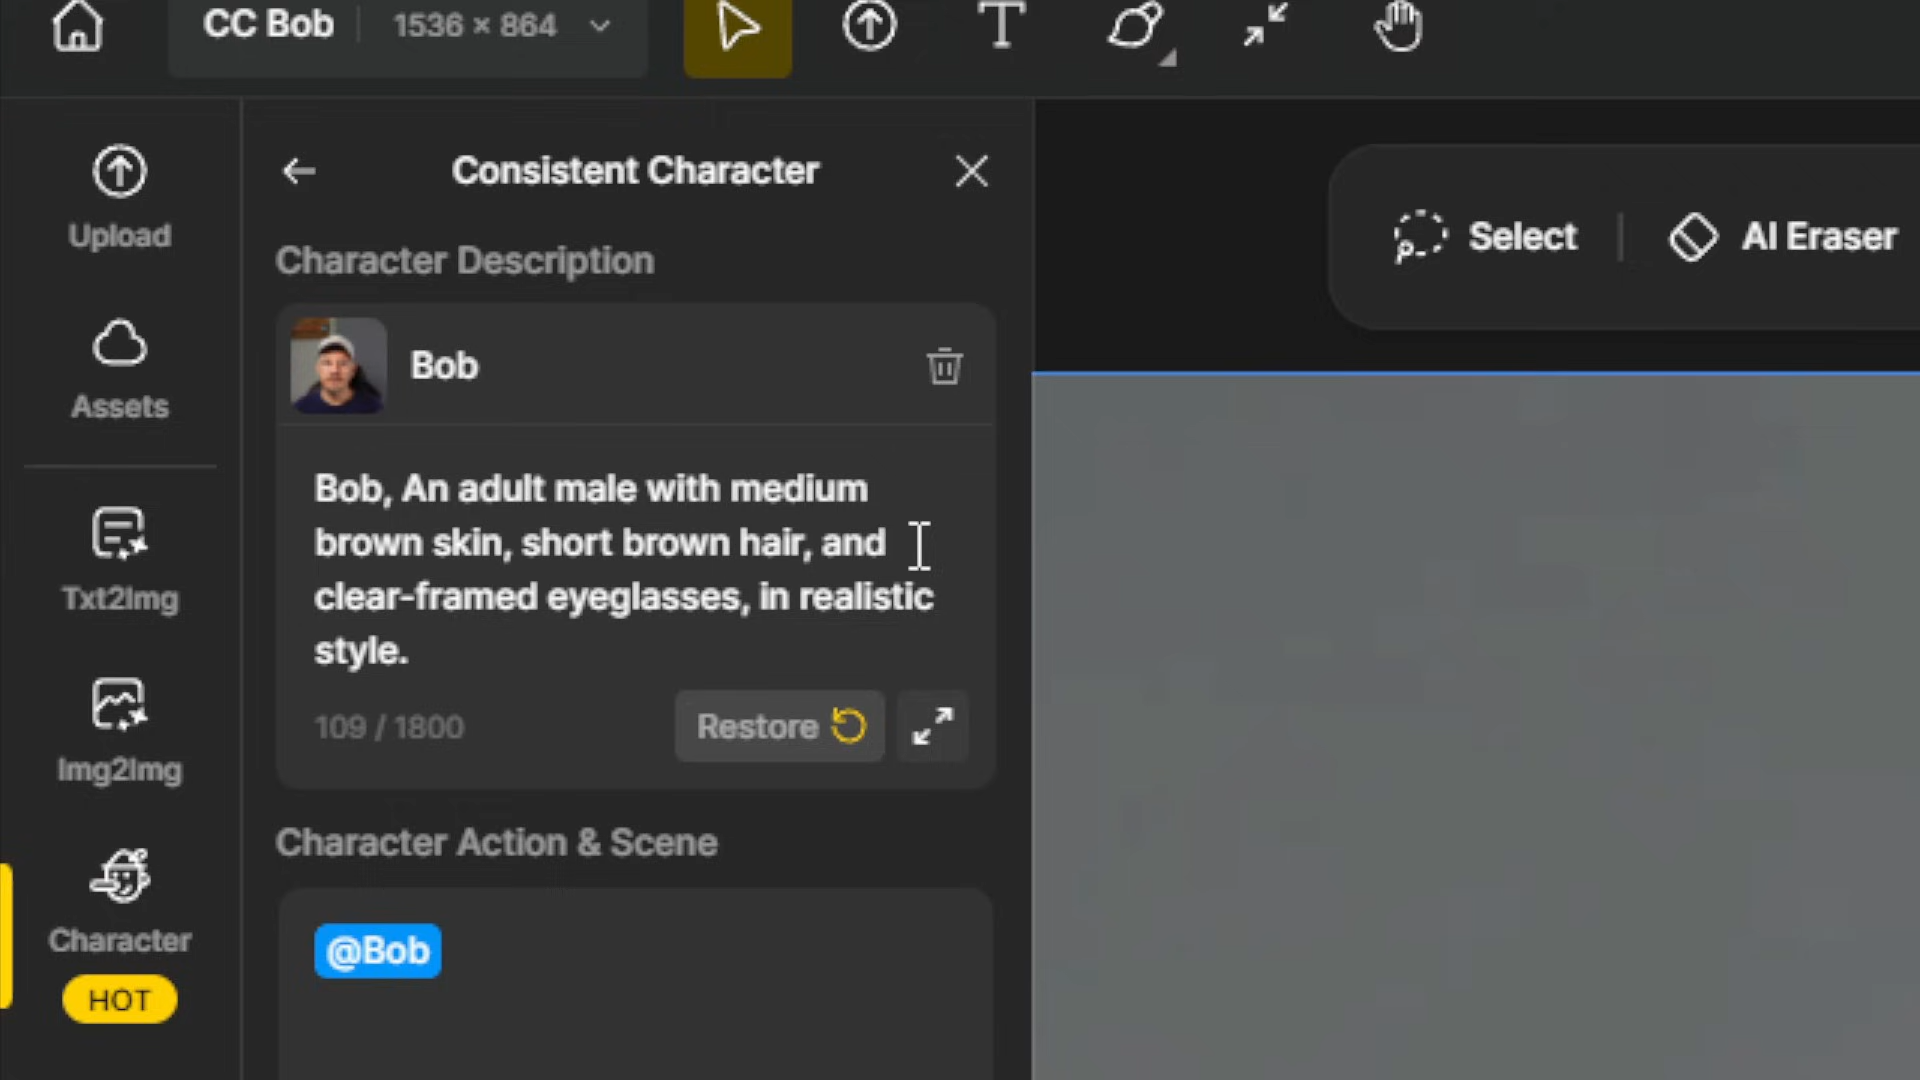 CC Bob
1536 × 864
Upload
Assets
Txt2Img
Img2Img
Character
HOT
Consistent Character
Character Description
Bob
Bob, An adult male with medium
brown skin, short brown hair, and
clear-framed eyeglasses, in realistic
style.
109 / 1800
Restore
Character Action & Scene
@Bob
Select
AI Eraser